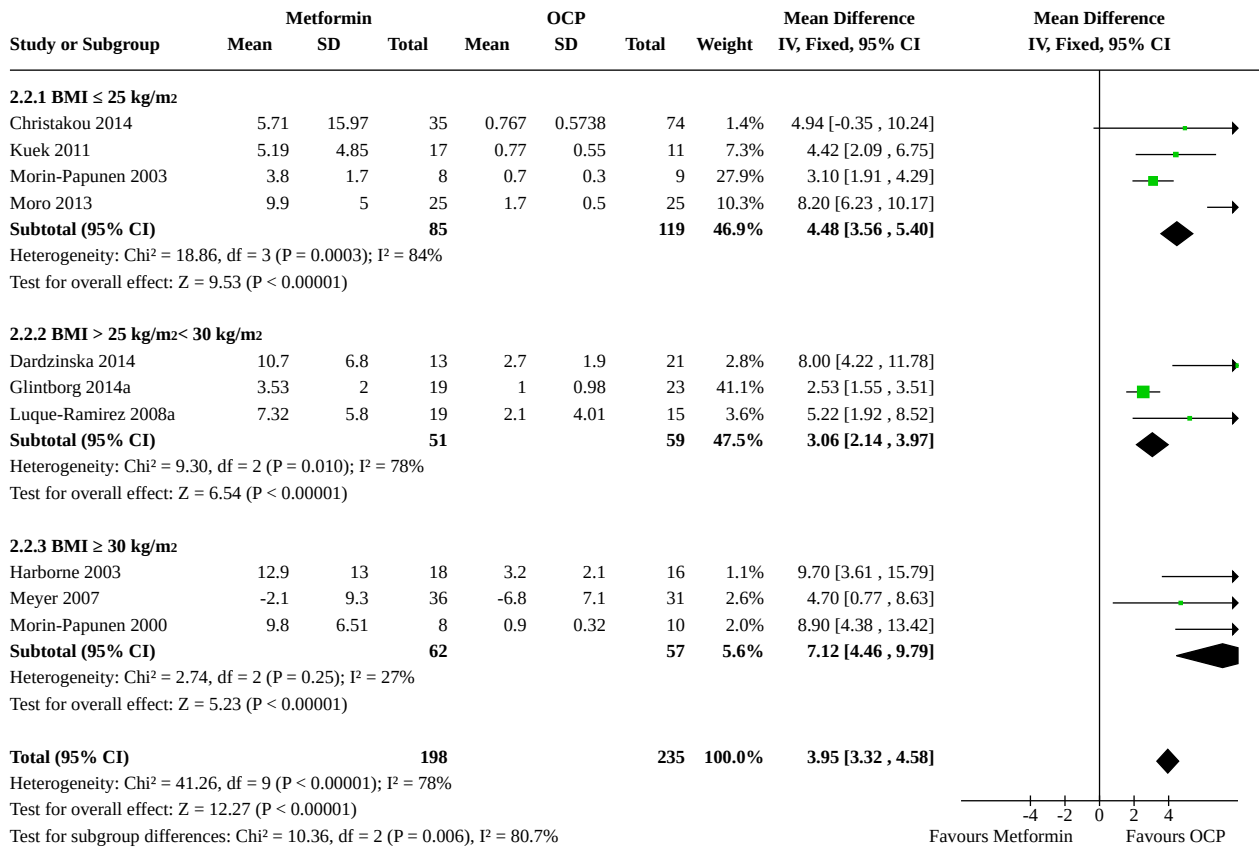 Metformin OCP Mean Difference Mean Difference
Study or Subgroup Mean SD Total Mean SD Total Weight IV, Fixed, 95% CI IV, Fixed, 95% CI
2.2.1 BMI ≤ 25 kg/m2
Christakou 2014 5.71 15.97 35 0.767 0.5738 74 1.4% 4.94 [-0.35 , 10.24]
Kuek 2011 5.19 4.85 17 0.77 0.55 11 7.3% 4.42 [2.09 , 6.75]
Morin-Papunen 2003 3.8 1.7 8 0.7 0.3 9 27.9% 3.10 [1.91 , 4.29]
Moro 2013 9.9 5 25 1.7 0.5 25 10.3% 8.20 [6.23 , 10.17]
Subtotal (95% CI) 85 119 46.9% 4.48 [3.56 , 5.40]
Heterogeneity: Chi² = 18.86, df = 3 (P = 0.0003); I² = 84%
Test for overall effect: Z = 9.53 (P < 0.00001)
2.2.2 BMI > 25 kg/m2< 30 kg/m2
Dardzinska 2014 10.7 6.8 13 2.7 1.9 21 2.8% 8.00 [4.22 , 11.78]
Glintborg 2014a 3.53 2 19 1 0.98 23 41.1% 2.53 [1.55 , 3.51]
Luque-Ramirez 2008a 7.32 5.8 19 2.1 4.01 15 3.6% 5.22 [1.92 , 8.52]
Subtotal (95% CI) 51 59 47.5% 3.06 [2.14 , 3.97]
Heterogeneity: Chi² = 9.30, df = 2 (P = 0.010); I² = 78%
Test for overall effect: Z = 6.54 (P < 0.00001)
2.2.3 BMI ≥ 30 kg/m2
Harborne 2003 12.9 13 18 3.2 2.1 16 1.1% 9.70 [3.61 , 15.79]
Meyer 2007 -2.1 9.3 36 -6.8 7.1 31 2.6% 4.70 [0.77 , 8.63]
Morin-Papunen 2000 9.8 6.51 8 0.9 0.32 10 2.0% 8.90 [4.38 , 13.42]
Subtotal (95% CI) 62 57 5.6% 7.12 [4.46 , 9.79]
Heterogeneity: Chi² = 2.74, df = 2 (P = 0.25); I² = 27%
Test for overall effect: Z = 5.23 (P < 0.00001)
Total (95% CI) 198 235 100.0% 3.95 [3.32 , 4.58]
Heterogeneity: Chi² = 41.26, df = 9 (P < 0.00001); I² = 78%
Test for overall effect: Z = 12.27 (P < 0.00001)
-4 -2 0 2 4
Test for subgroup differences: Chi² = 10.36, df = 2 (P = 0.006), I² = 80.7% Favours Metformin Favours OCP